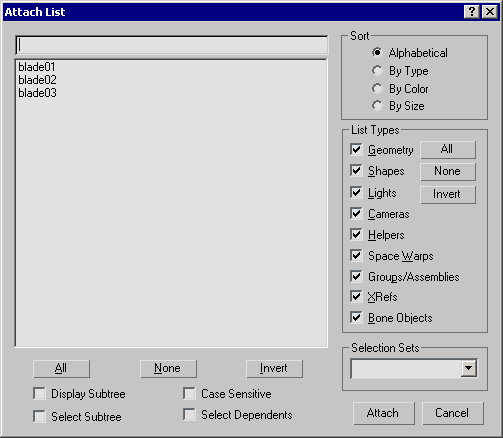 Attach List
blade01
blade02
blade03
All
None
Invert
Display Subtree
Case Sensitive
Select Subtree
Select Dependents
Sort
Alphabetical
By Type
By Color
By Size
List Types
Geometry
All
Shapes
None
Lights
Invert
Cameras
Helpers
Space Warps
Groups/Assemblies
XRefs
Bone Objects
Selection Sets
Attach
Cancel